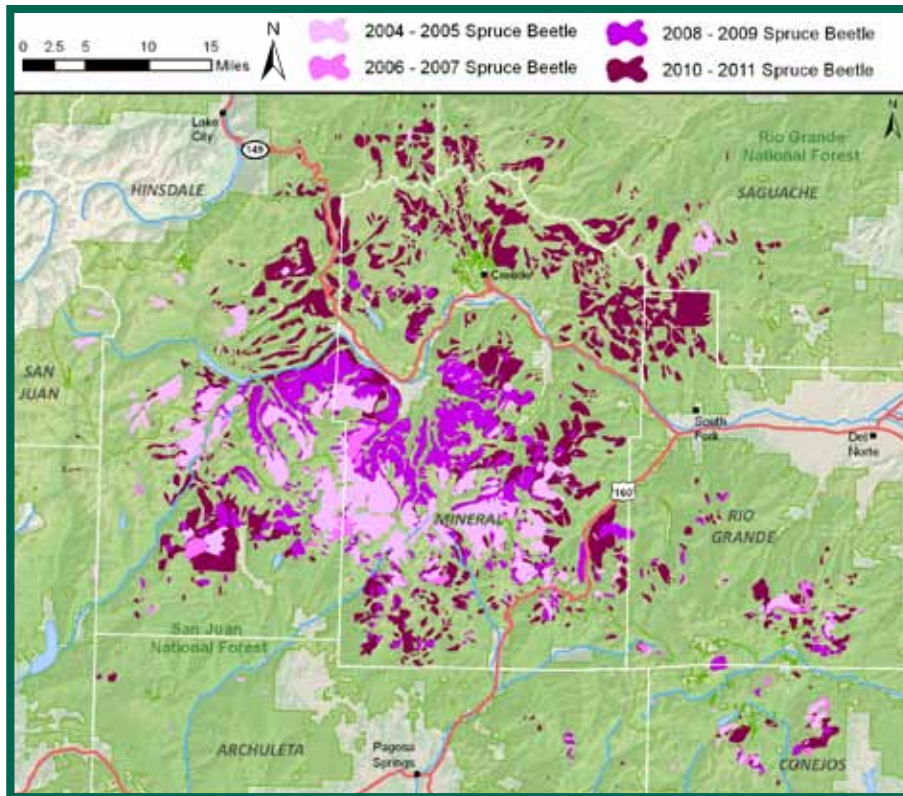 0 2.5 5 10 15
Miles
N
2004 - 2005 Spruce Beetle
2006 - 2007 Spruce Beetle
2008 - 2009 Spruce Beetle
2010 - 2011 Spruce Beetle
N
Lake
City
149
Rio Grande
National Forest
HINSDALE
SAGUACHE
Creede
SAN
JUAN
South
Fork
Del
Norte
160
MINERAL
RIO
GRANDE
San Juan
National Forest
ARCHULETA
Pagosa
Springs
CONEJOS